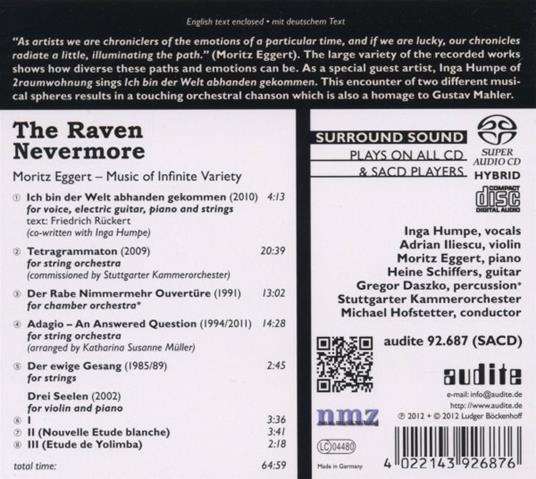 English text enclosed • mit deutschem Text
"As artists we are chroniclers of the emotions of a particular time, and if we are lucky, our chronicles
radiate a little, illuminating the path." (Moritz Eggert). The large variety of the recorded works
shows how diverse these paths and emotions can be. As a special guest artist, Inga Humpe of
2raumwohnung sings Ich bin der Welt abhanden gekommen. This encounter of two different musi-
cal spheres results in a touching orchestral chanson which is also a homage to Gustav Mahler.
The Raven
Nevermore
Moritz Eggert – Music of Infinite Variety
① Ich bin der Welt abhanden gekommen (2010) 4:13
for voice, electric guitar, piano and strings
text: Friedrich Rückert
(co-written with Inga Humpe)
② Tetragrammaton (2009) 20:39
for string orchestra
(commissioned by Stuttgarter Kammerorchester)
③ Der Rabe Nimmermehr Ouvertüre (1991) 13:02
for chamber orchestra*
④ Adagio – An Answered Question (1994/2011) 14:28
for string orchestra
(arranged by Katharina Susanne Müller)
⑤ Der ewige Gesang (1985/89) 2:45
for strings
Drei Seelen (2002)
for violin and piano
⑥ I 3:36
⑦ II (Nouvelle Etude blanche) 3:41
⑧ III (Etude de Yolimba) 2:18
total time: 64:59
SURROUND SOUND
PLAYS ON ALL CD
& SACD PLAYERS
SUPER AUDIO CD
HYBRID
COMPACT
disc
DIGITAL AUDIO
Inga Humpe, vocals
Adrian Iliescu, violin
Moritz Eggert, piano
Heine Schiffers, guitar
Gregor Daszko, percussion*
Stuttgarter Kammerorchester
Michael Hofstetter, conductor
audite 92.687 (SACD)
audite
e-mail: info@audite.de
http://www.audite.de
℗ 2012 + © 2012 Ludger Böckenhoff
nmz
LC 04480
Made in Germany
4 022143 926876